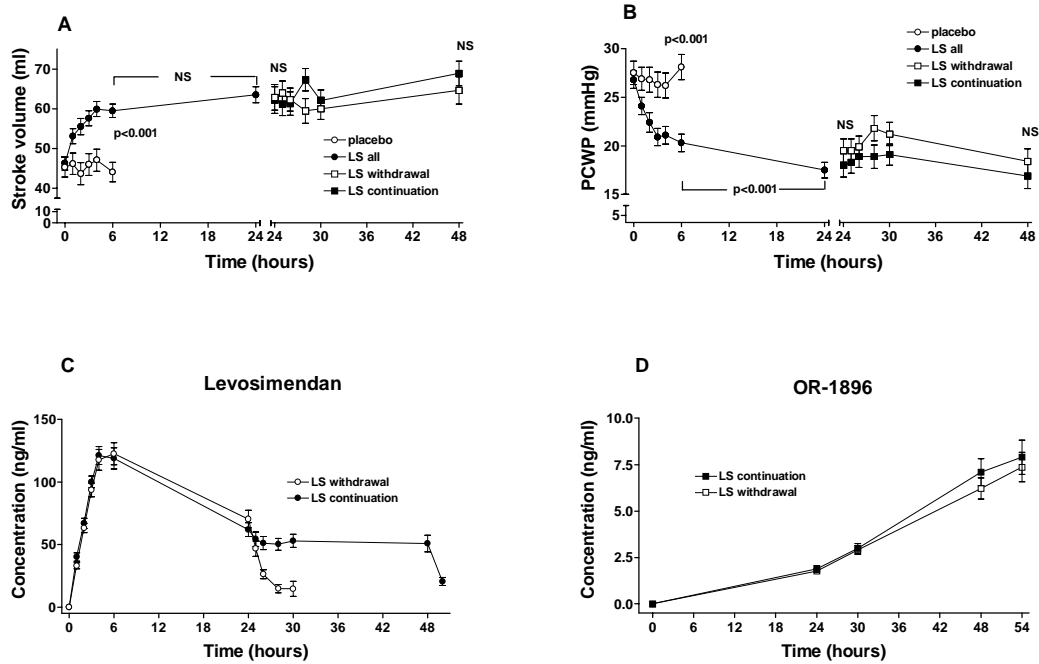 A
Stroke volume (ml)
70
60
50
40
10
0
NS
NS
NS
p<0.001
placebo
LS all
LS withdrawal
LS continuation
0 6 12 18 24 24 30 36 42 48
Time (hours)
B
PCWP (mmHg)
30
25
20
15
5
p<0.001
placebo
LS all
LS withdrawal
LS continuation
NS
NS
p<0.001
0 6 12 18 24 24 30 36 42 48
Time (hours)
C
Levosimendan
Concentration (ng/ml)
150
100
50
0
LS withdrawal
LS continuation
0 6 12 18 24 30 36 42 48
Time (hours)
D
OR-1896
Concentration (ng/ml)
10.0
7.5
5.0
2.5
0.0
LS continuation
LS withdrawal
0 6 12 18 24 30 36 42 48 54
Time (hours)